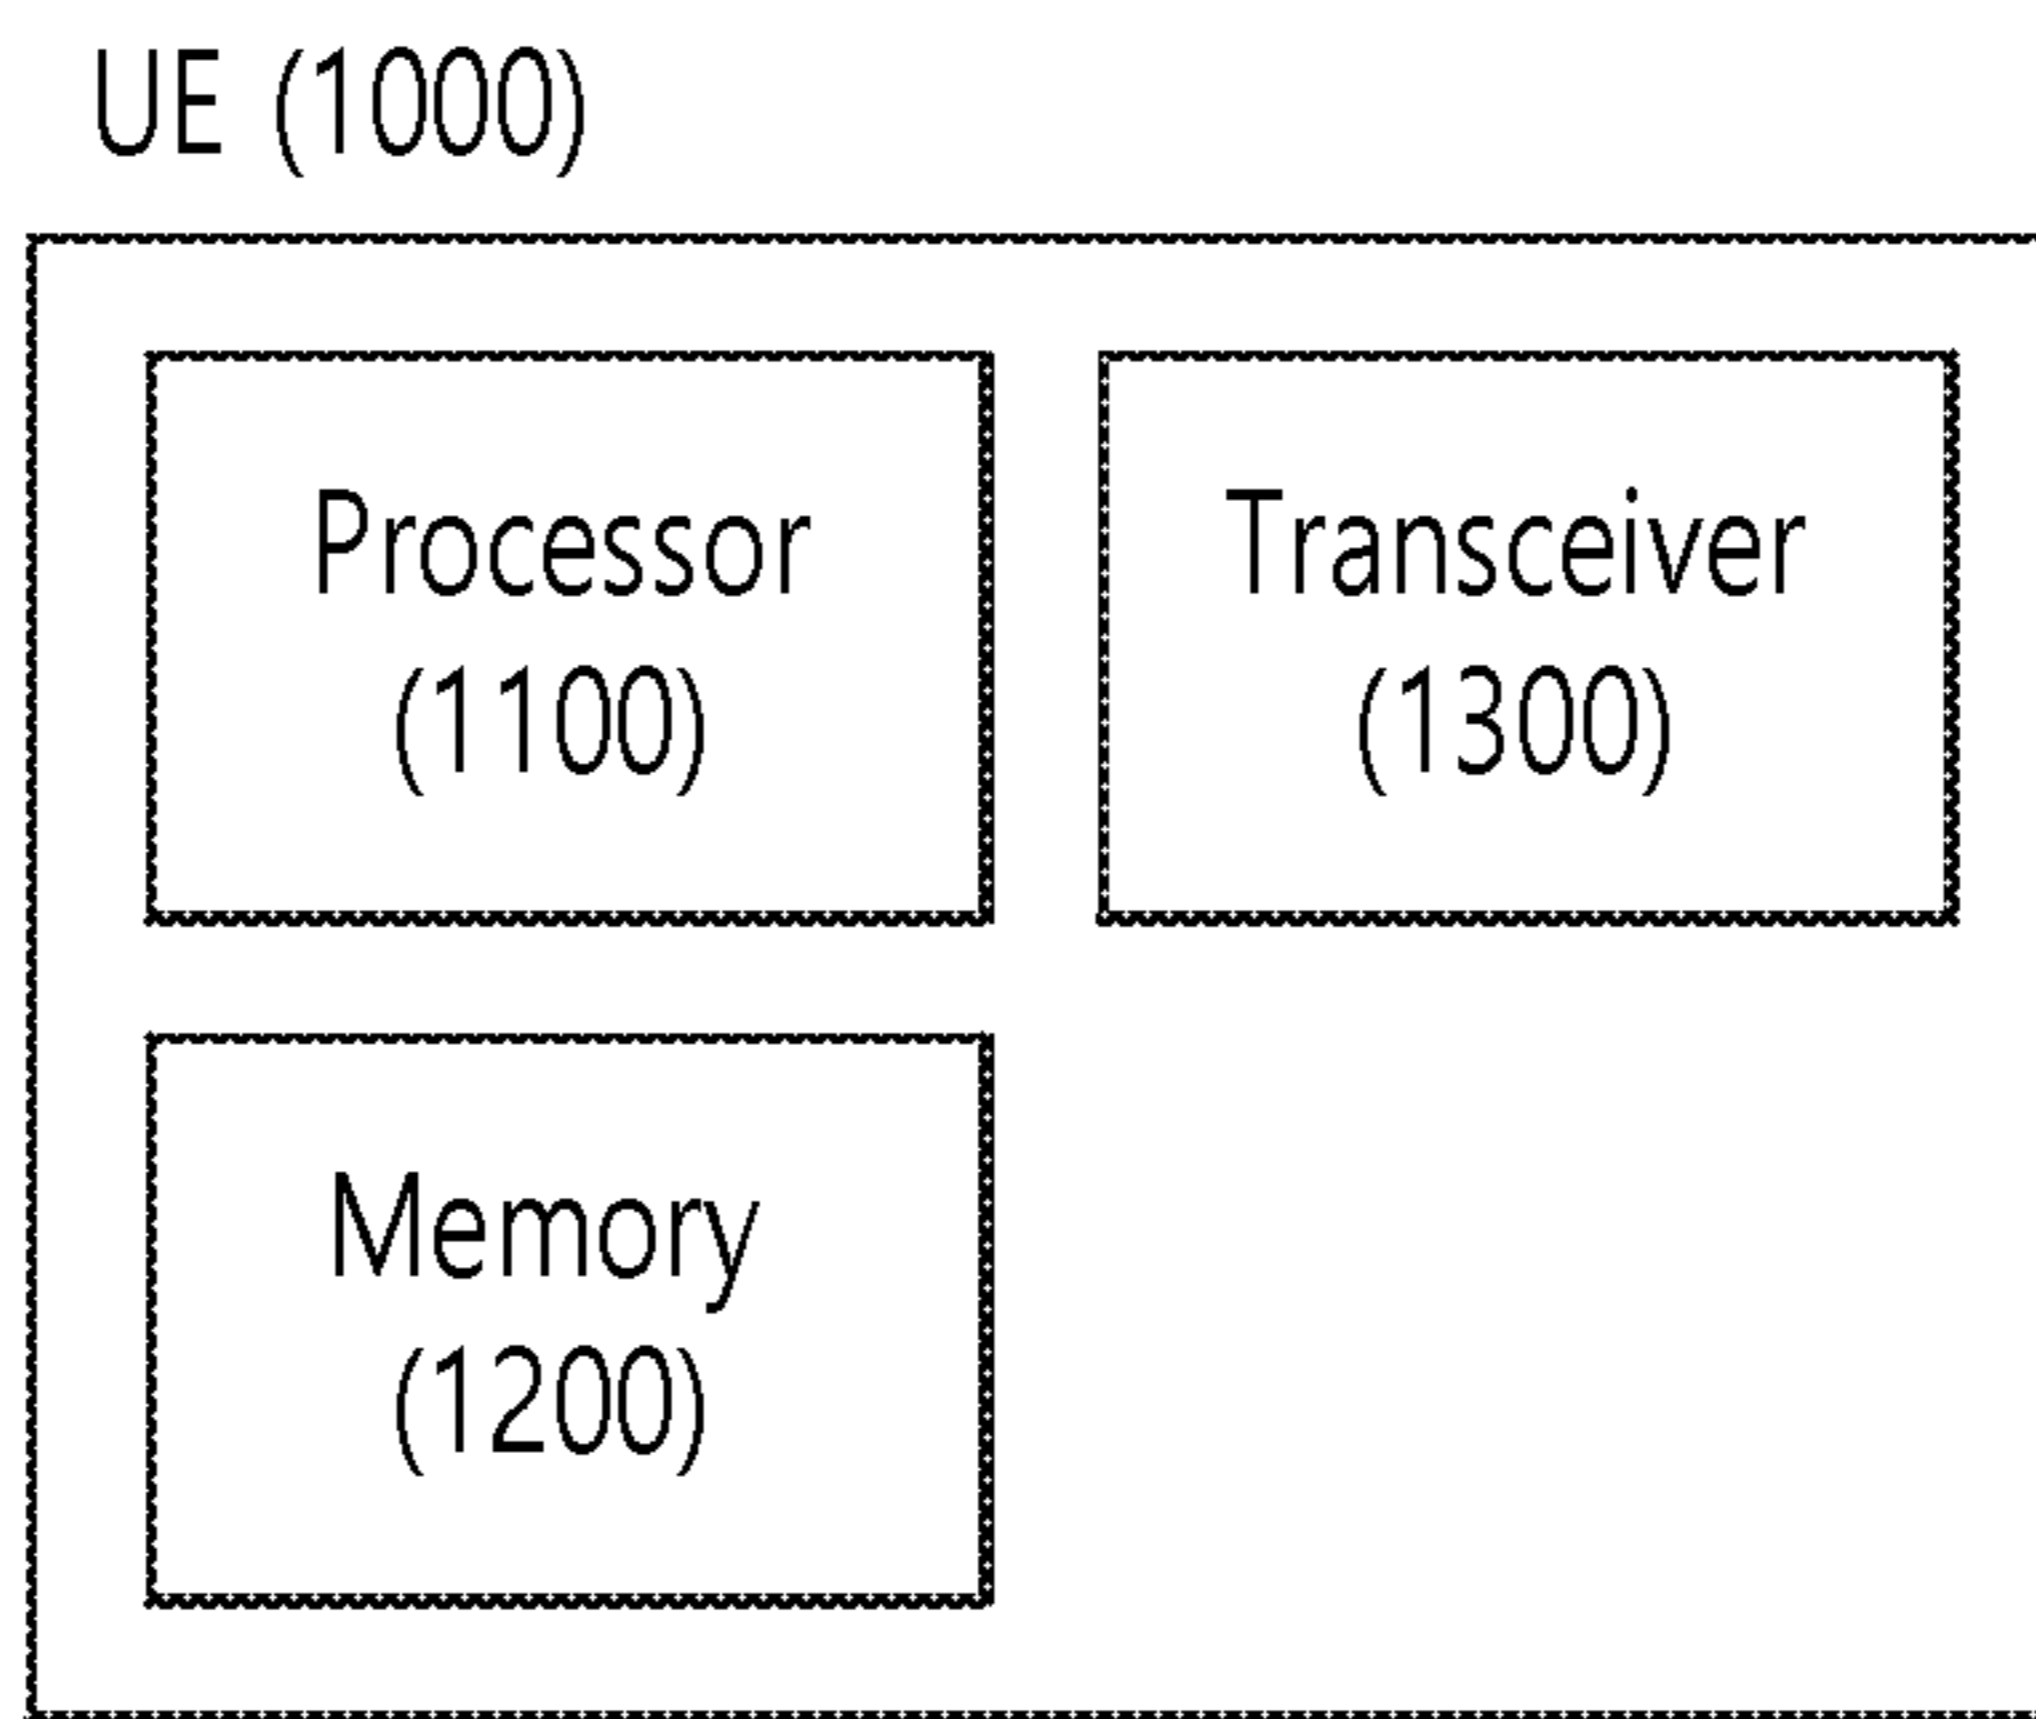 UE (1000)
Processor
(1100)
Transceiver
(1300)
Memory
(1200)